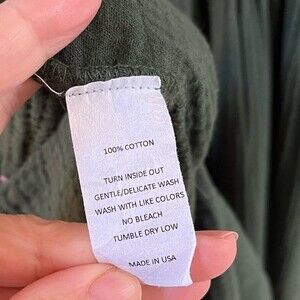 100% COTTON
TURN INSIDE OUT
GENTLE/DELICATE WASH
WASH WITH LIKE COLORS
NO BLEACH
TUMBLE DRY LOW
MADE IN USA